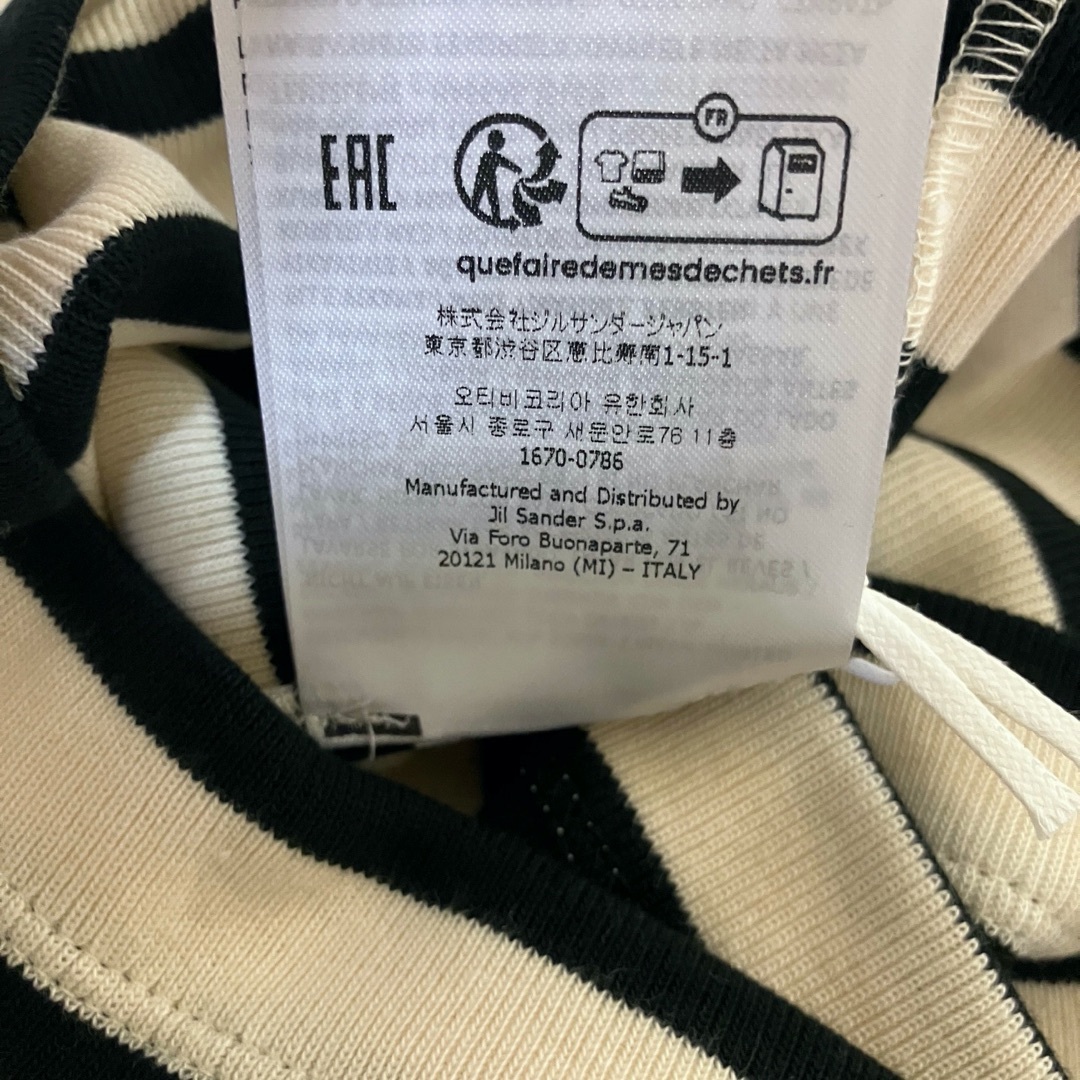 EAC
FR
quefairedemesdechets.fr
株式会社ジルサンダージャパン
東京都渋谷区恵比寿南1-15-1
오티비코리아 유한회사
서울시 종로구 새문안로76 11층
1670-0786
Manufactured and Distributed by
Jil Sander S.p.a.
Via Foro Buonaparte, 71
20121 Milano (MI) – ITALY